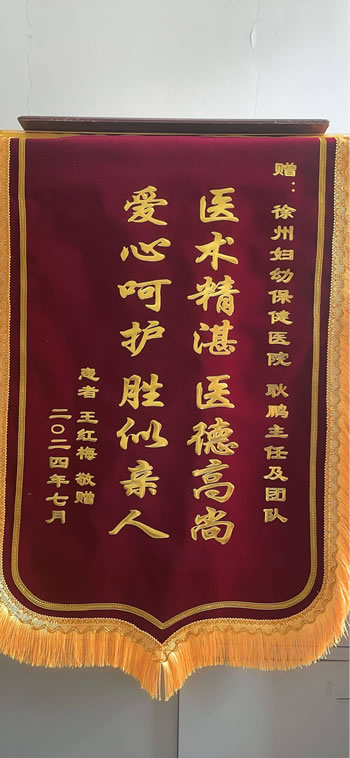 赠：徐州妇幼保健医院 耿鹏主任及团队
医术精湛 医德高尚
爱心呵护 胜似亲人
患者 王红梅 敬赠
二〇二四年七月